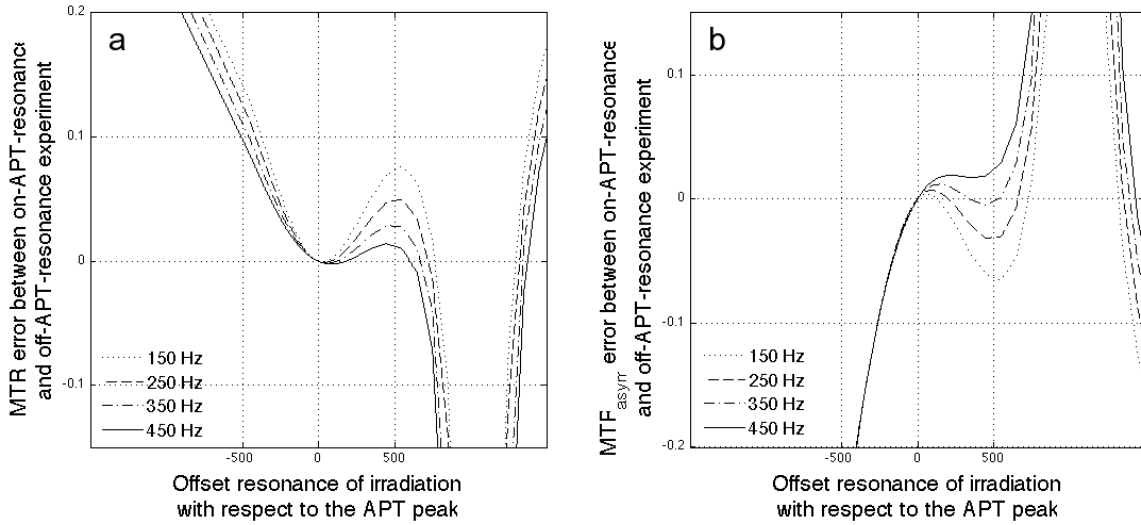 a
MTR error between on-APT-resonance
and off-APT-resonance experiment
0.2
0.1
0
-0.1
-500
0
500
150 Hz
250 Hz
350 Hz
450 Hz
Offset resonance of irradiation
with respect to the APT peak
b
MTF asym error between on-APT-resonance
and off-APT-resonance experiment
0.1
0
-0.1
-0.2
-500
0
500
150 Hz
250 Hz
350 Hz
450 Hz
Offset resonance of irradiation
with respect to the APT peak